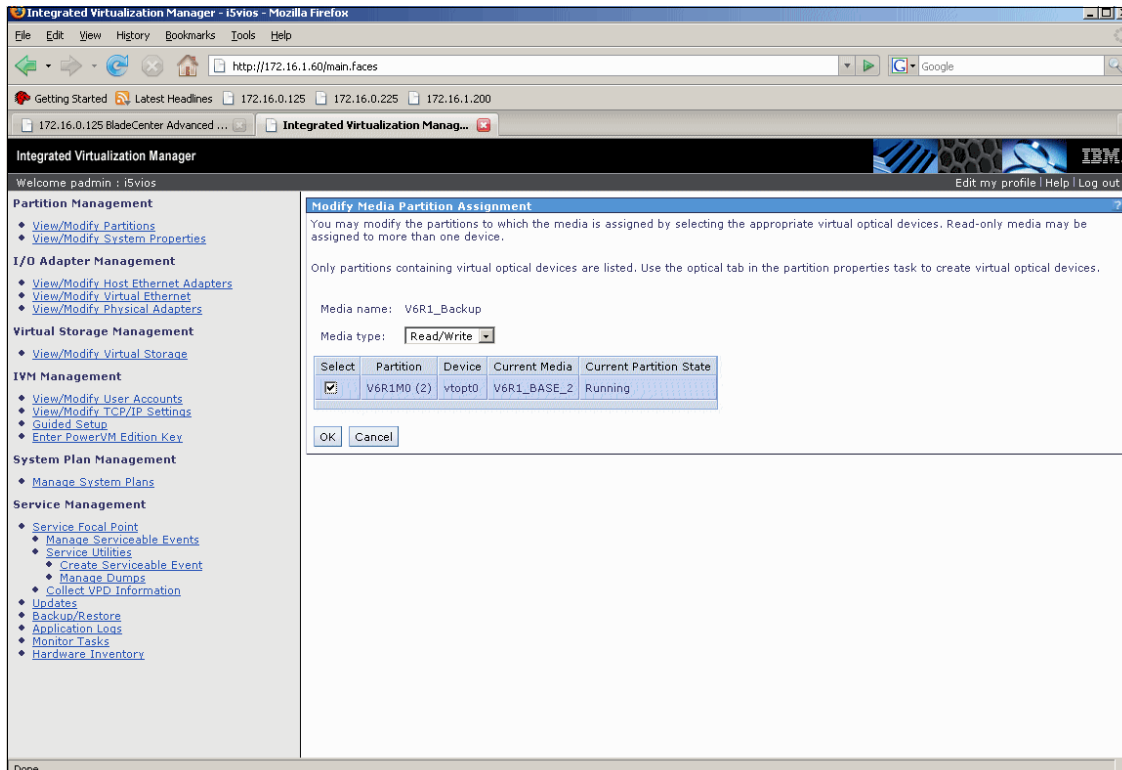 Integrated Virtualization Manager - i5vios - Mozilla Firefox
File Edit View History Bookmarks Tools Help
http://172.16.1.60/main.faces
Google
Getting Started Latest Headlines 172.16.0.125 172.16.0.225 172.16.1.200
172.16.0.125 BladeCenter Advanced ... Integrated Virtualization Manag...
Integrated Virtualization Manager
IBM.
Welcome padmin : i5vios
Edit my profile | Help | Log out
Partition Management
View/Modify Partitions
View/Modify System Properties
I/O Adapter Management
View/Modify Host Ethernet Adapters
View/Modify Virtual Ethernet
View/Modify Physical Adapters
Virtual Storage Management
View/Modify Virtual Storage
IVM Management
View/Modify User Accounts
View/Modify TCP/IP Settings
Guided Setup
Enter PowerVM Edition Key
System Plan Management
Manage System Plans
Service Management
Service Focal Point
Manage Serviceable Events
Service Utilities
Create Serviceable Event
Manage Dumps
Collect VPD Information
Updates
Backup/Restore
Application Logs
Monitor Tasks
Hardware Inventory
Modify Media Partition Assignment
?
You may modify the partitions to which the media is assigned by selecting the appropriate virtual optical devices. Read-only media may be
assigned to more than one device.
Only partitions containing virtual optical devices are listed. Use the optical tab in the partition properties task to create virtual optical devices.
Media name: V6R1_Backup
Media type: Read/Write
Select Partition Device Current Media Current Partition State
V6R1M0 (2) vtopt0 V6R1_BASE_2 Running
OK Cancel
Done